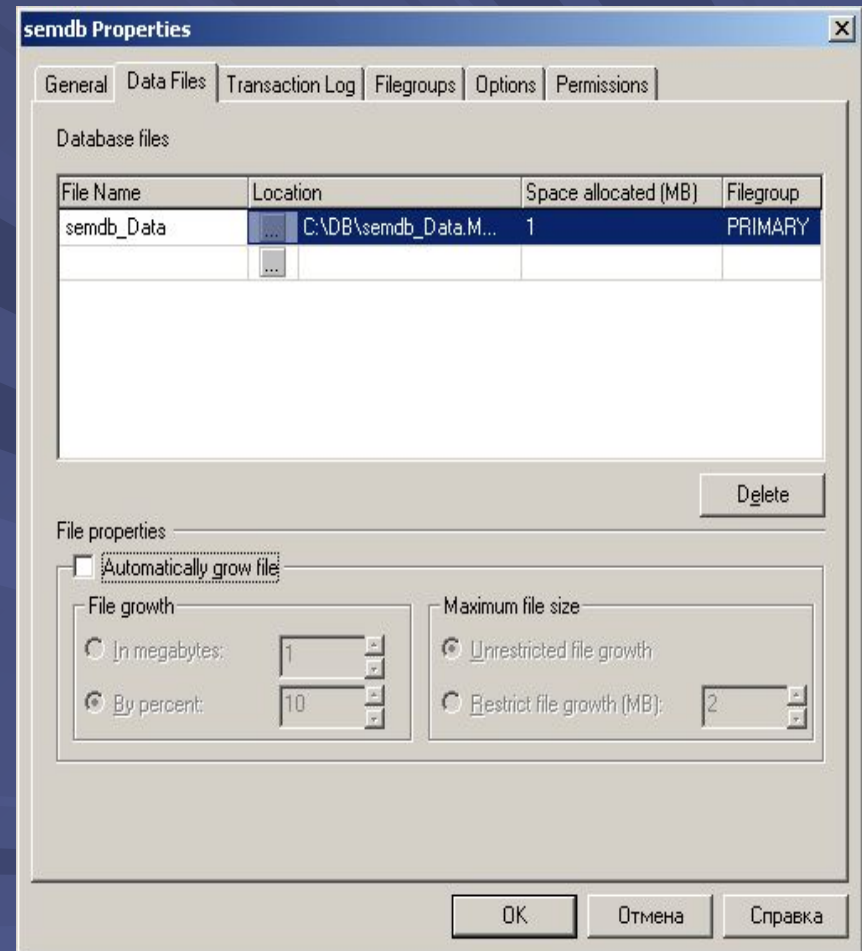 semdb Properties
General Data Files Transaction Log Filegroups Options Permissions
Database files
File Name Location Space allocated (MB) Filegroup
semdb_Data ... C:\DB\semdb_Data.M... 1 PRIMARY
...
Delete
File properties
Automatically grow file
File growth
In megabytes: 1
By percent: 10
Maximum file size
Unrestricted file growth
Restrict file growth (MB): 2
OK Отмена Справка